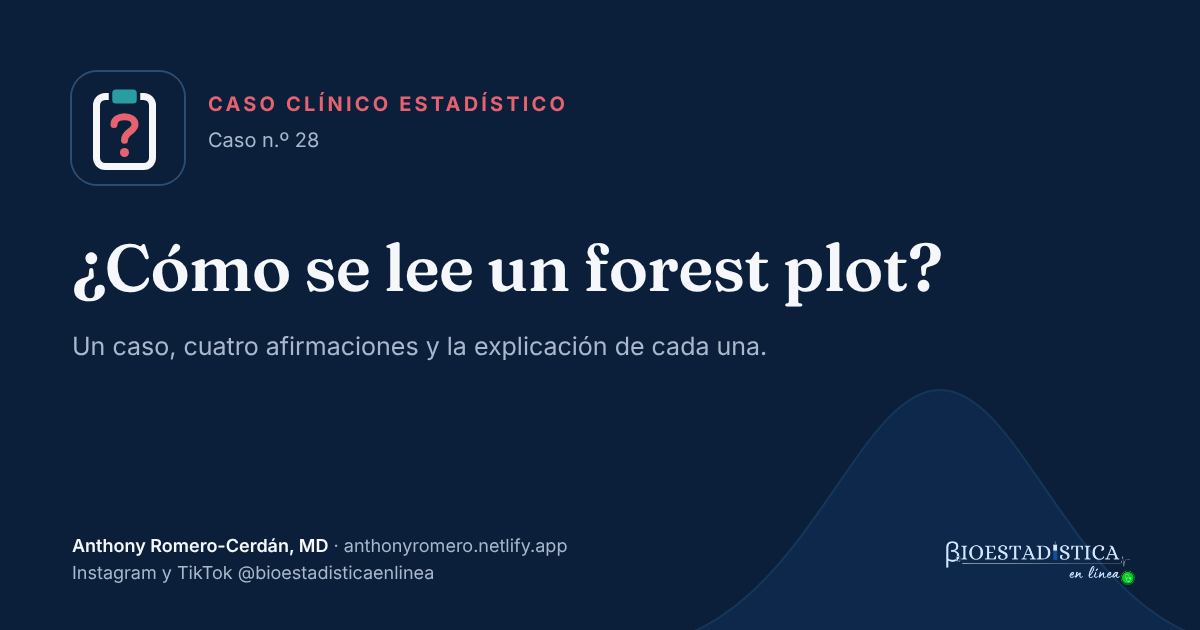 CASO CLÍNICO ESTADÍSTICO
Caso n.º 28
¿Cómo se lee un forest plot?
Un caso, cuatro afirmaciones y la explicación de cada una.
Anthony Romero-Cerdán, MD · anthonyromero.netlify.app
Instagram y TikTok @bioestadisticaenlinea
βIOESTADÍSTICA
en línea